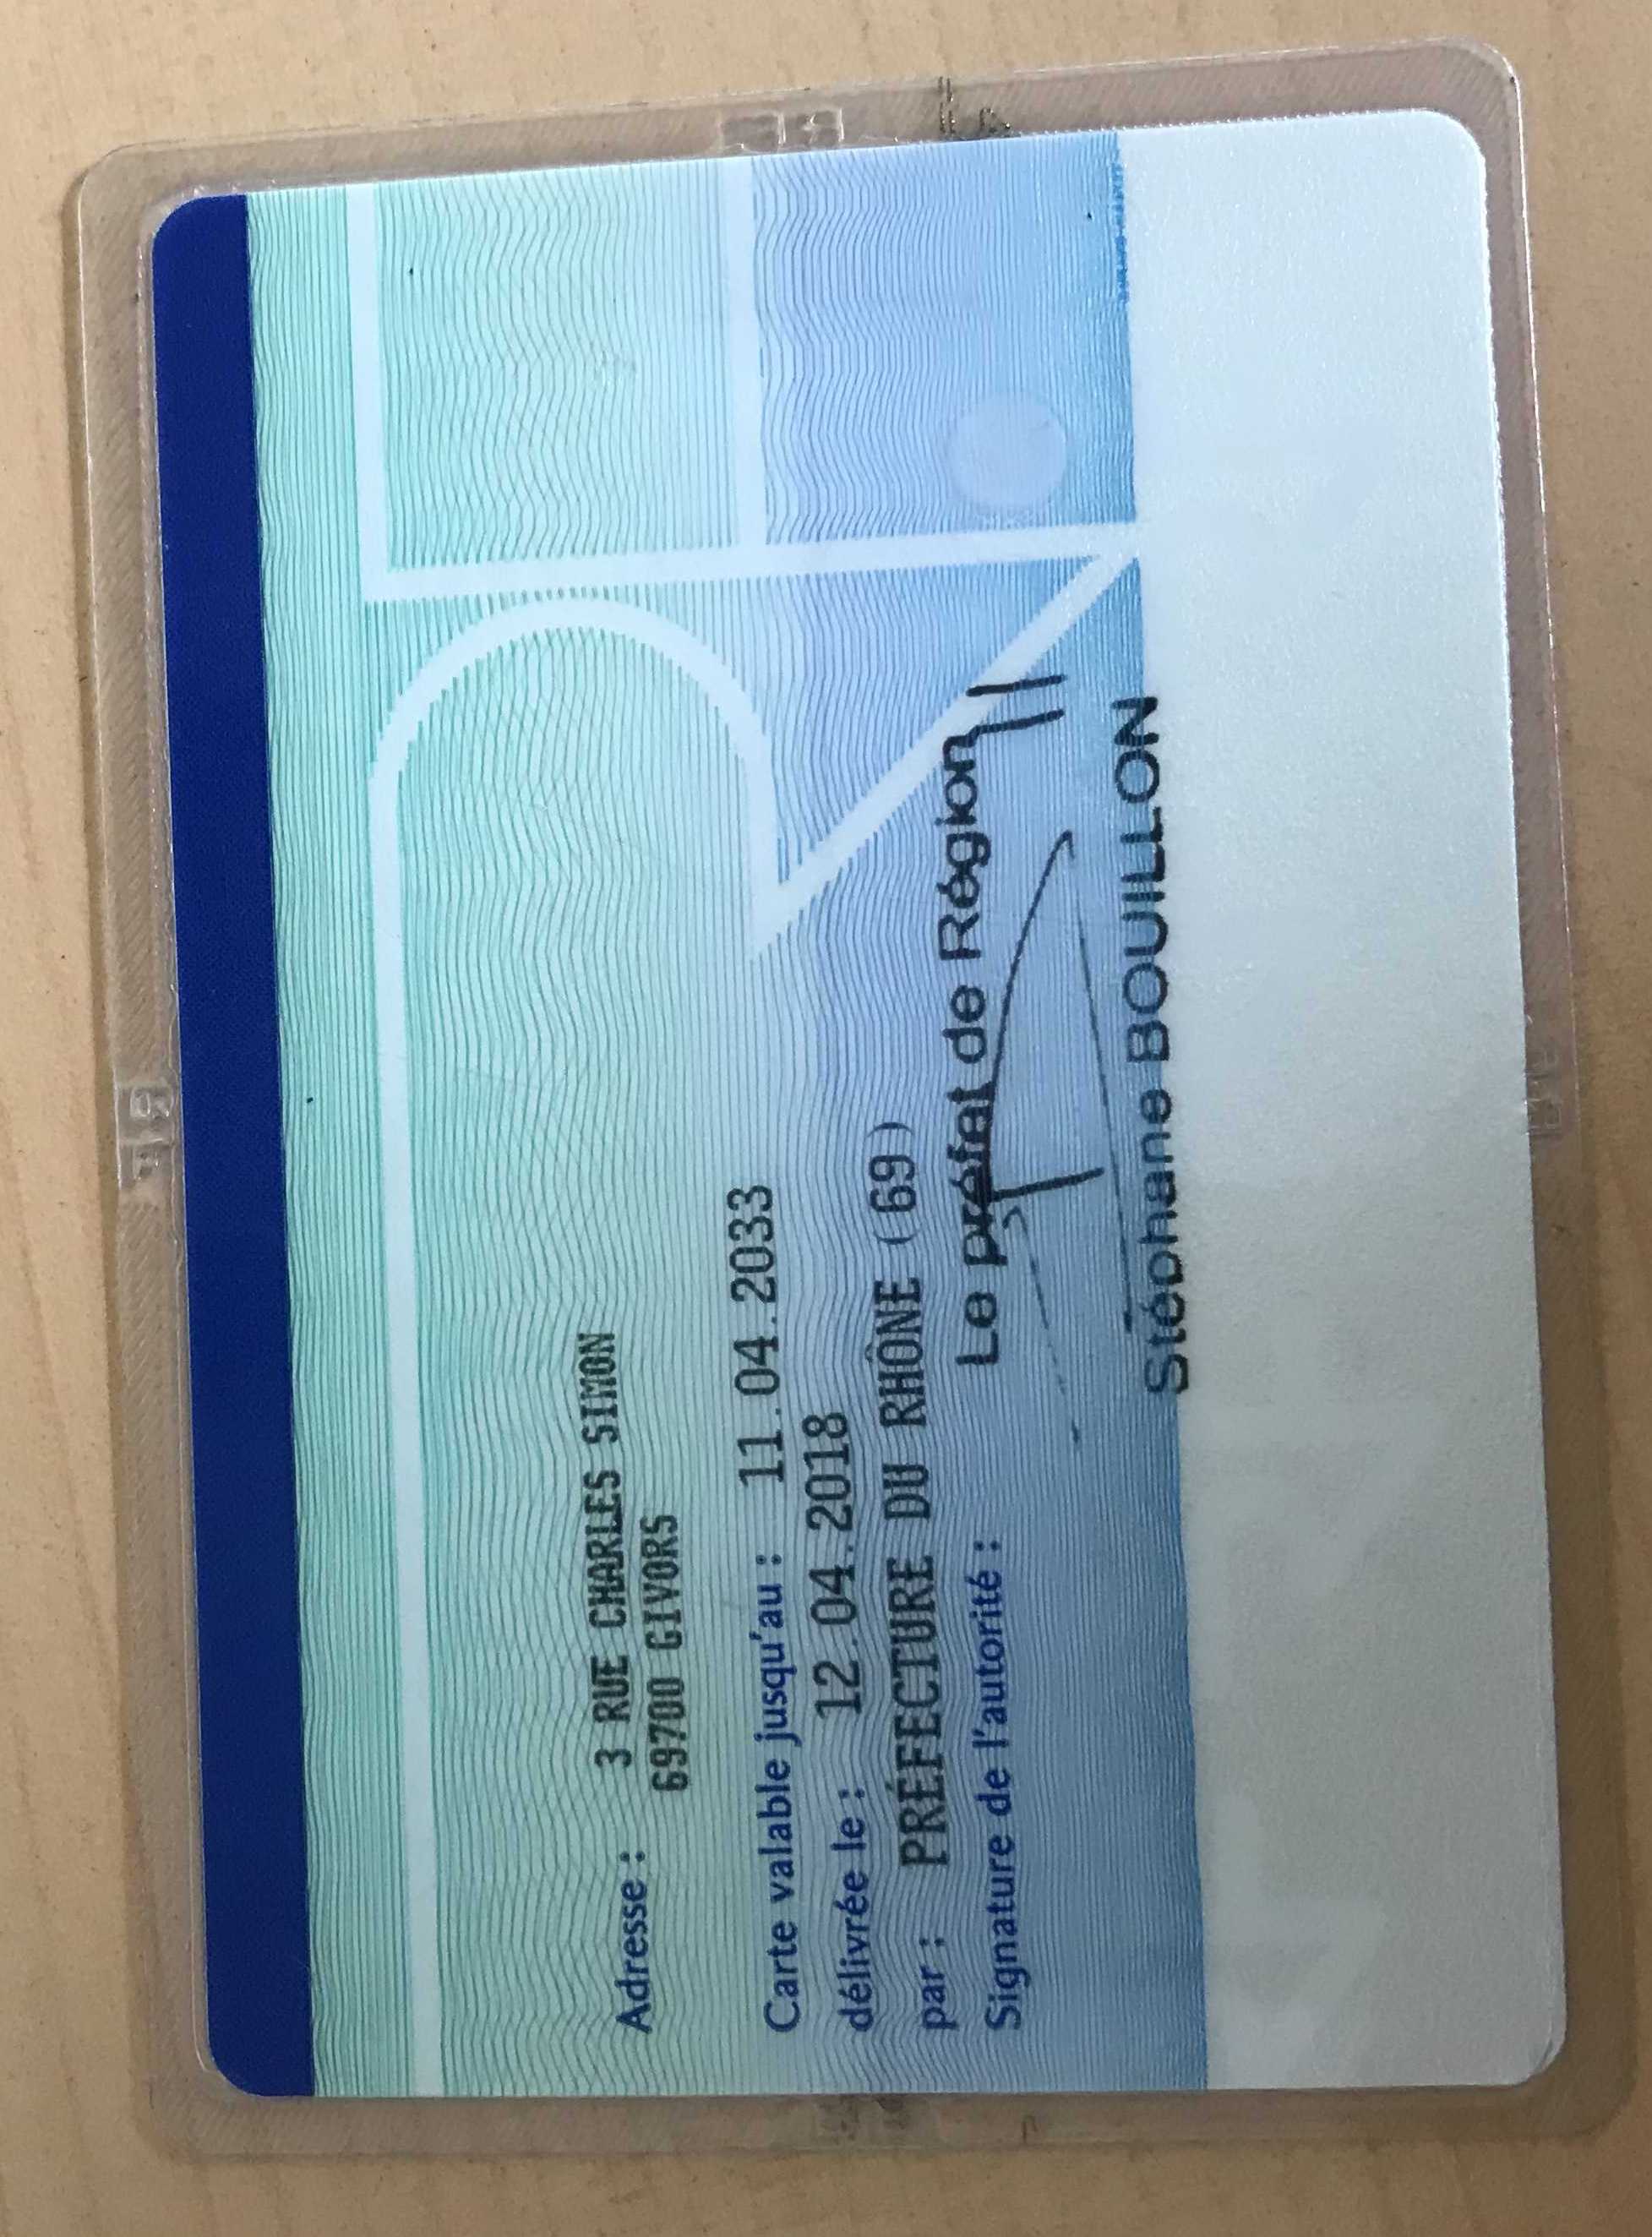 Adresse : 3 RUE CHARLES SIMON
69700 GIVORS
Carte valable jusqu'au : 11.04.2033
délivrée le : 12.04.2018
par : PRÉFECTURE DU RHÔNE (69)
Signature de l'autorité :
Le préfet de Région
Stéphane BOUILLON